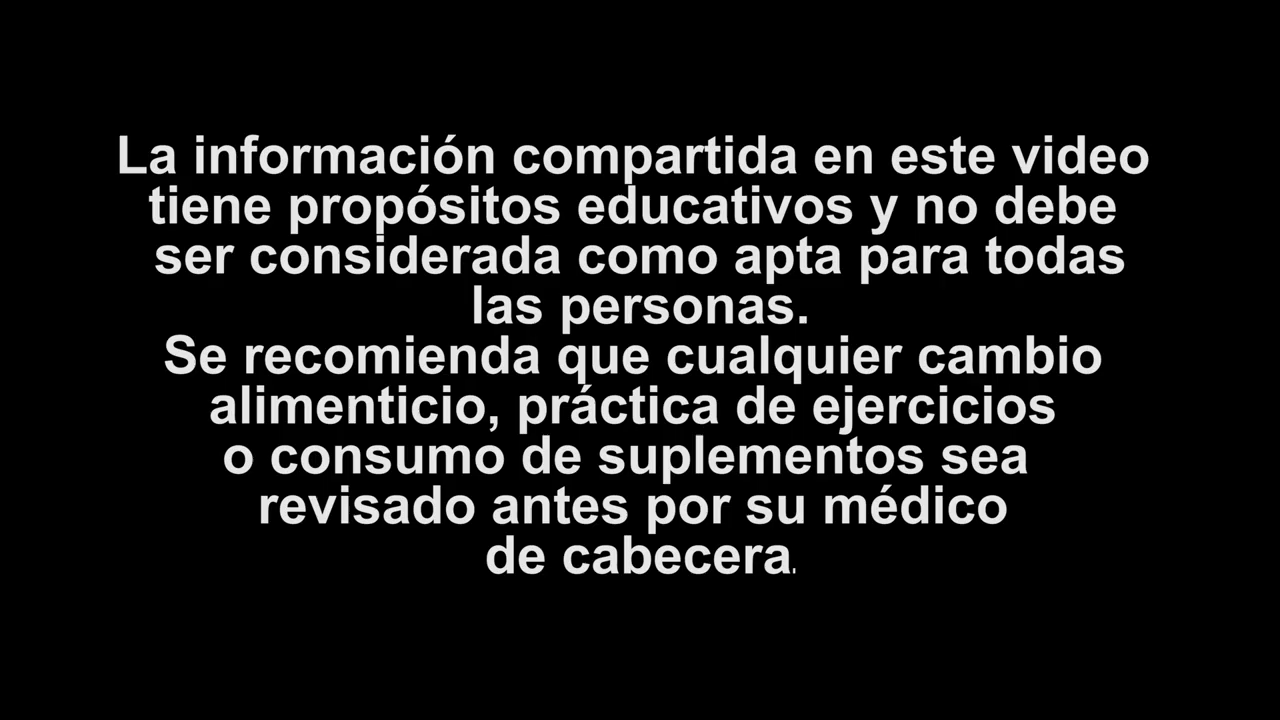 La información compartida en este video
tiene propósitos educativos y no debe
ser considerada como apta para todas
las personas.
Se recomienda que cualquier cambio
alimenticio, práctica de ejercicios
o consumo de suplementos sea
revisado antes por su médico
de cabecera.